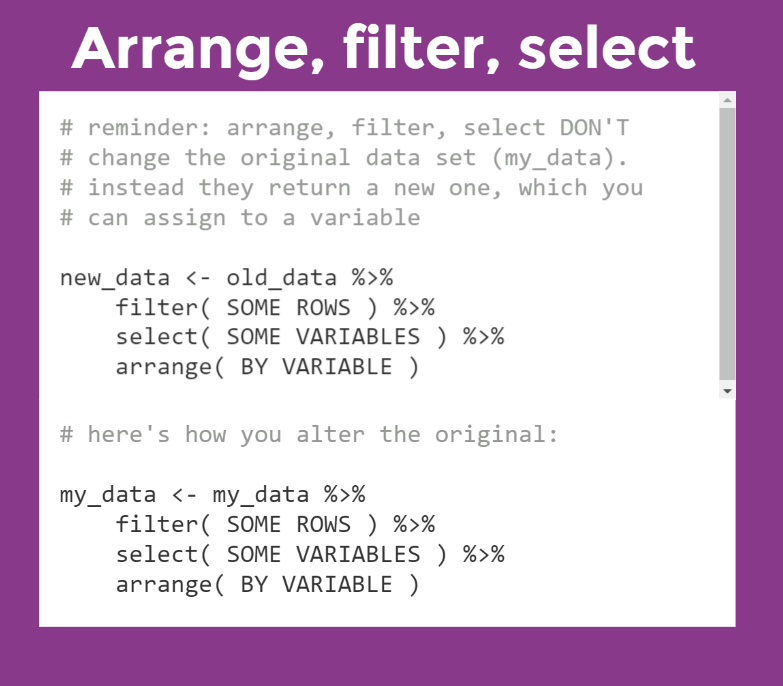 Arrange, filter, select
# reminder: arrange, filter, select DON'T
# change the original data set (my_data).
# instead they return a new one, which you
# can assign to a variable
new_data <- old_data %>%
    filter( SOME ROWS ) %>%
    select( SOME VARIABLES ) %>%
    arrange( BY VARIABLE )
# here's how you alter the original:
my_data <- my_data %>%
    filter( SOME ROWS ) %>%
    select( SOME VARIABLES ) %>%
    arrange( BY VARIABLE )